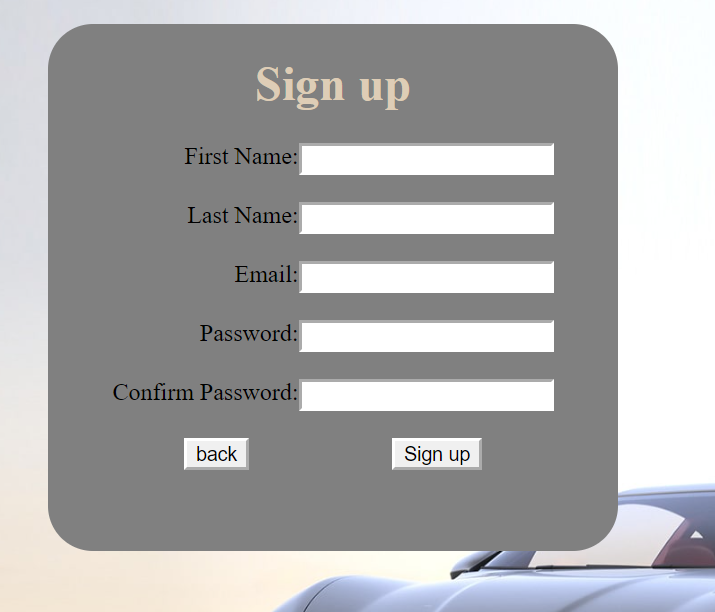 Sign up
First Name:
Last Name:
Email:
Password:
Confirm Password:
back Sign up